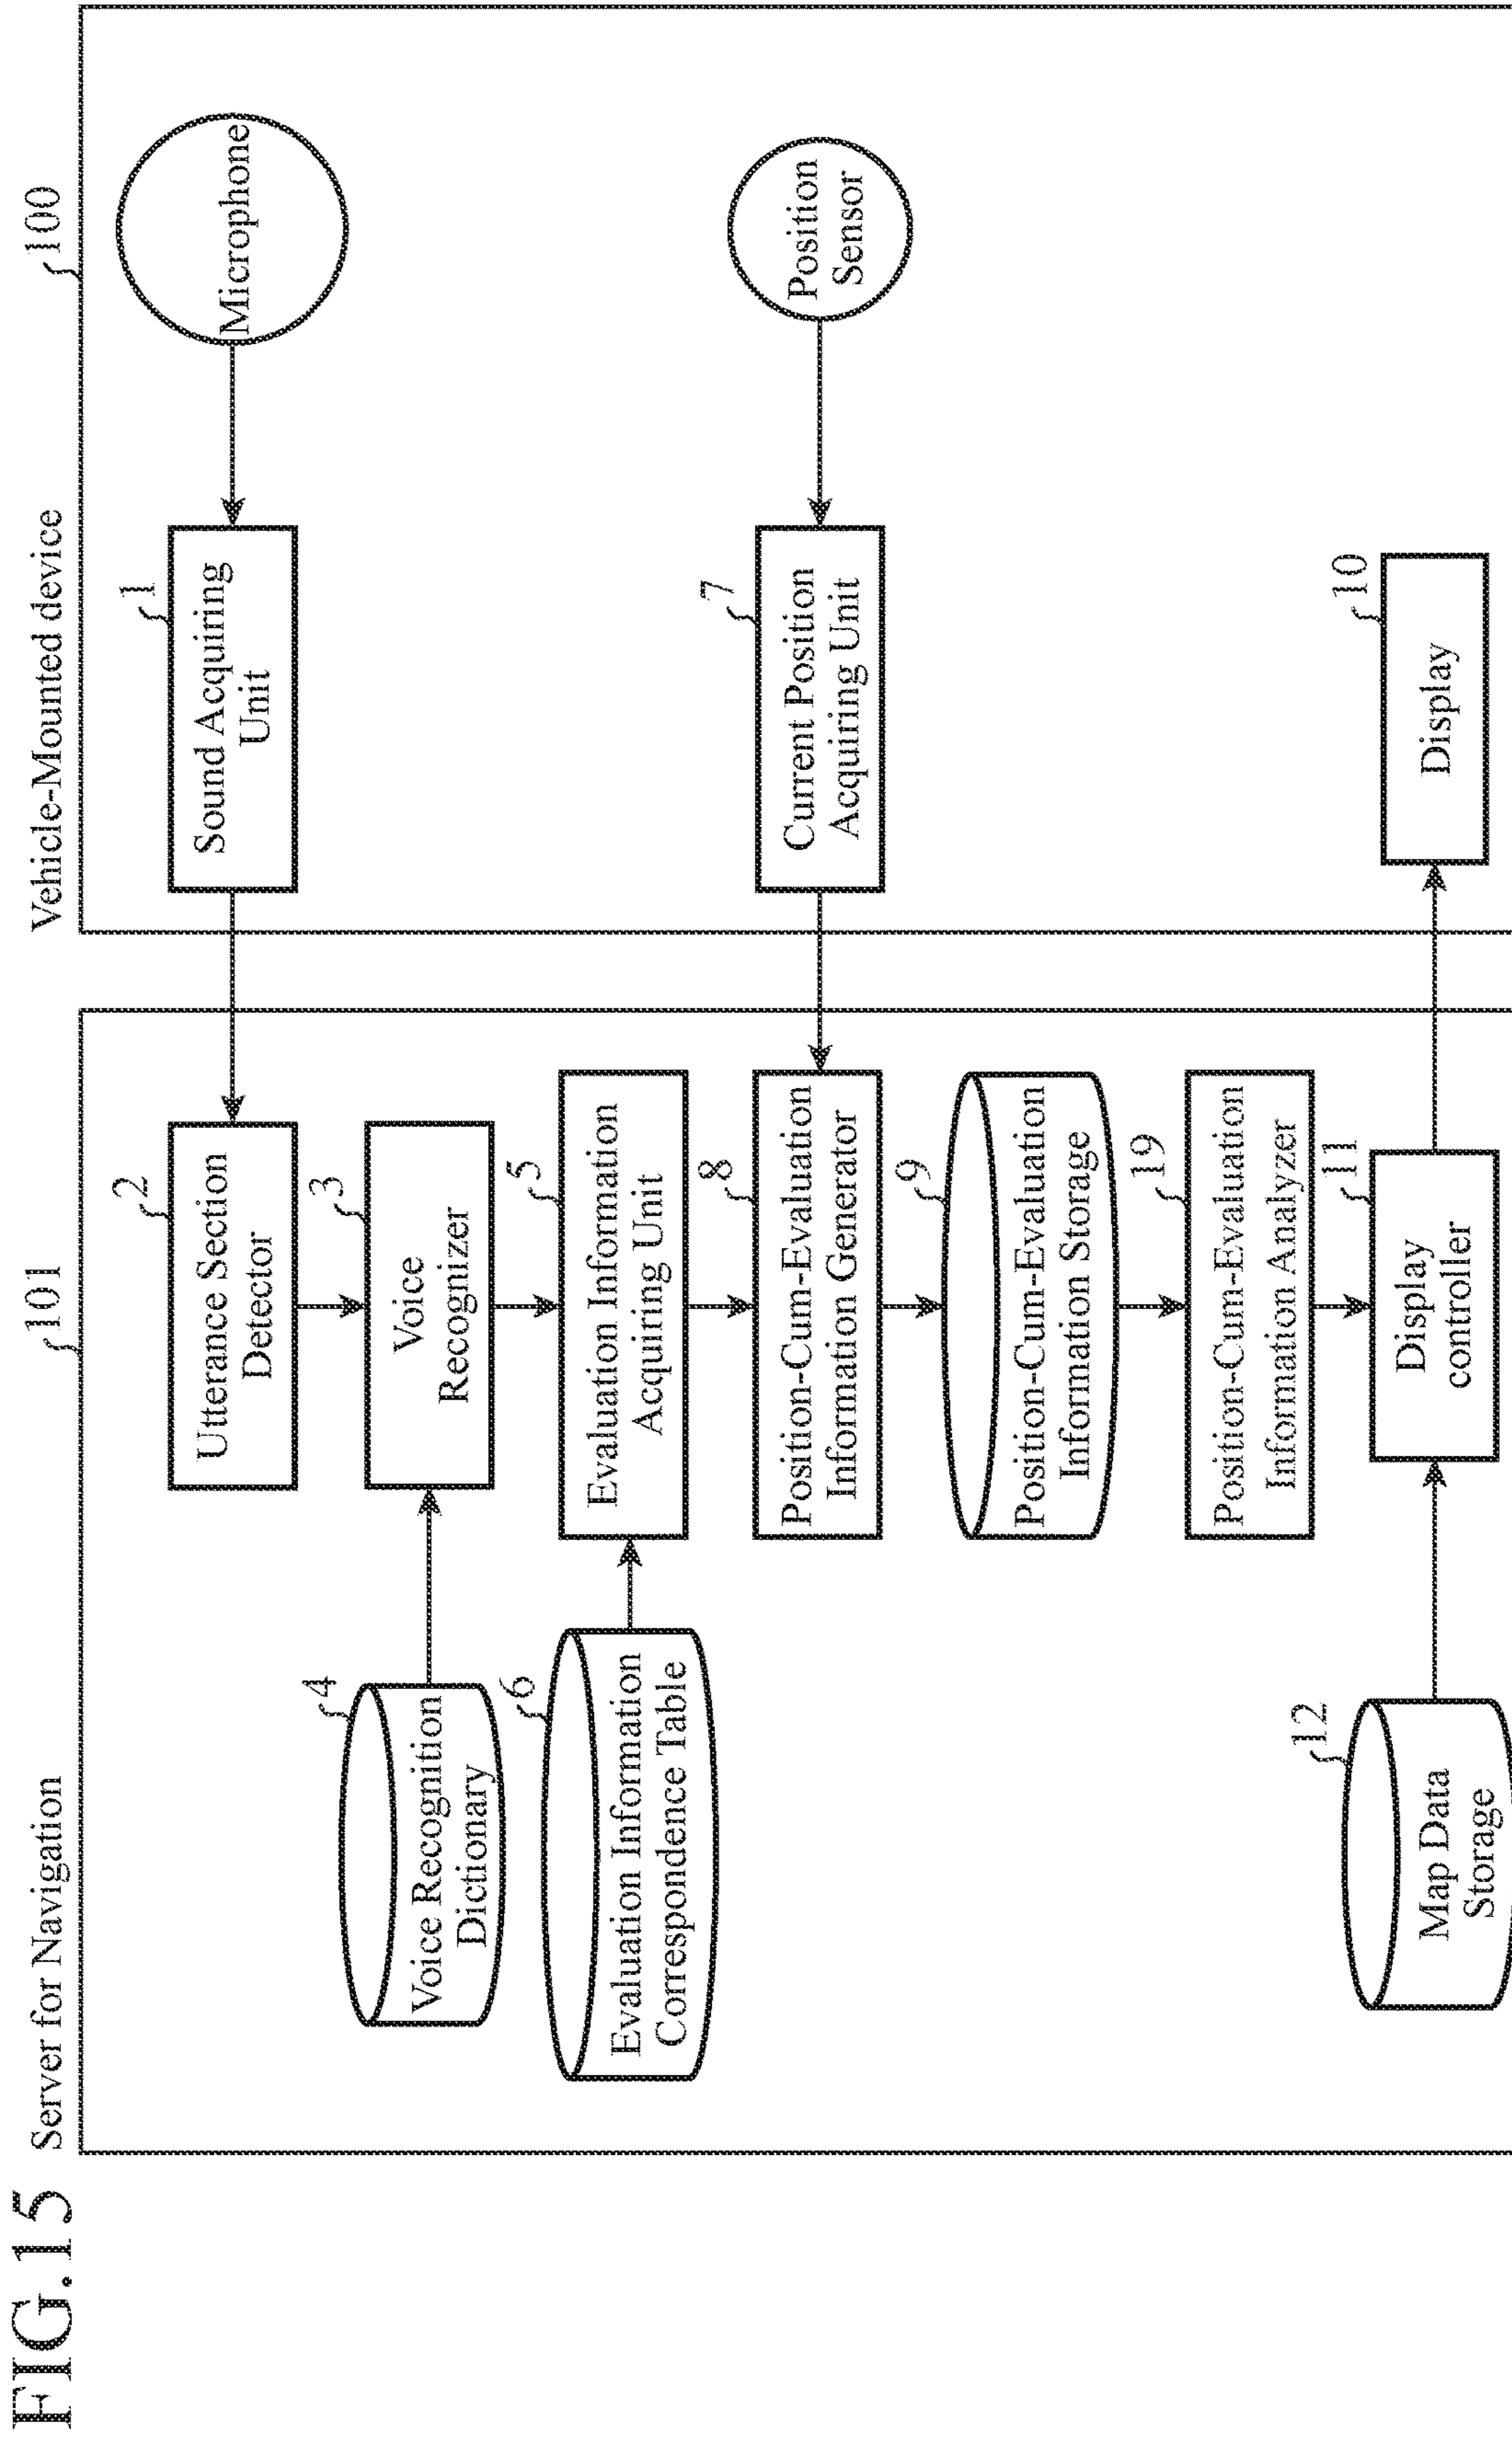 FIG.15
Server for Navigation
101
Vehicle-Mounted device
100
Microphone
1
Sound Acquiring
Unit
2
Utterance Section
Detector
3
Voice
Recognizer
4
Voice Recognition
Dictionary
5
Evaluation Information
Acquiring Unit
6
Evaluation Information
Correspondence Table
Position
Sensor
7
Current Position
Acquiring Unit
8
Position-Cum-Evaluation
Information Generator
9
Position-Cum-Evaluation
Information Storage
19
Position-Cum-Evaluation
Information Analyzer
11
Display
controller
10
Display
12
Map Data
Storage